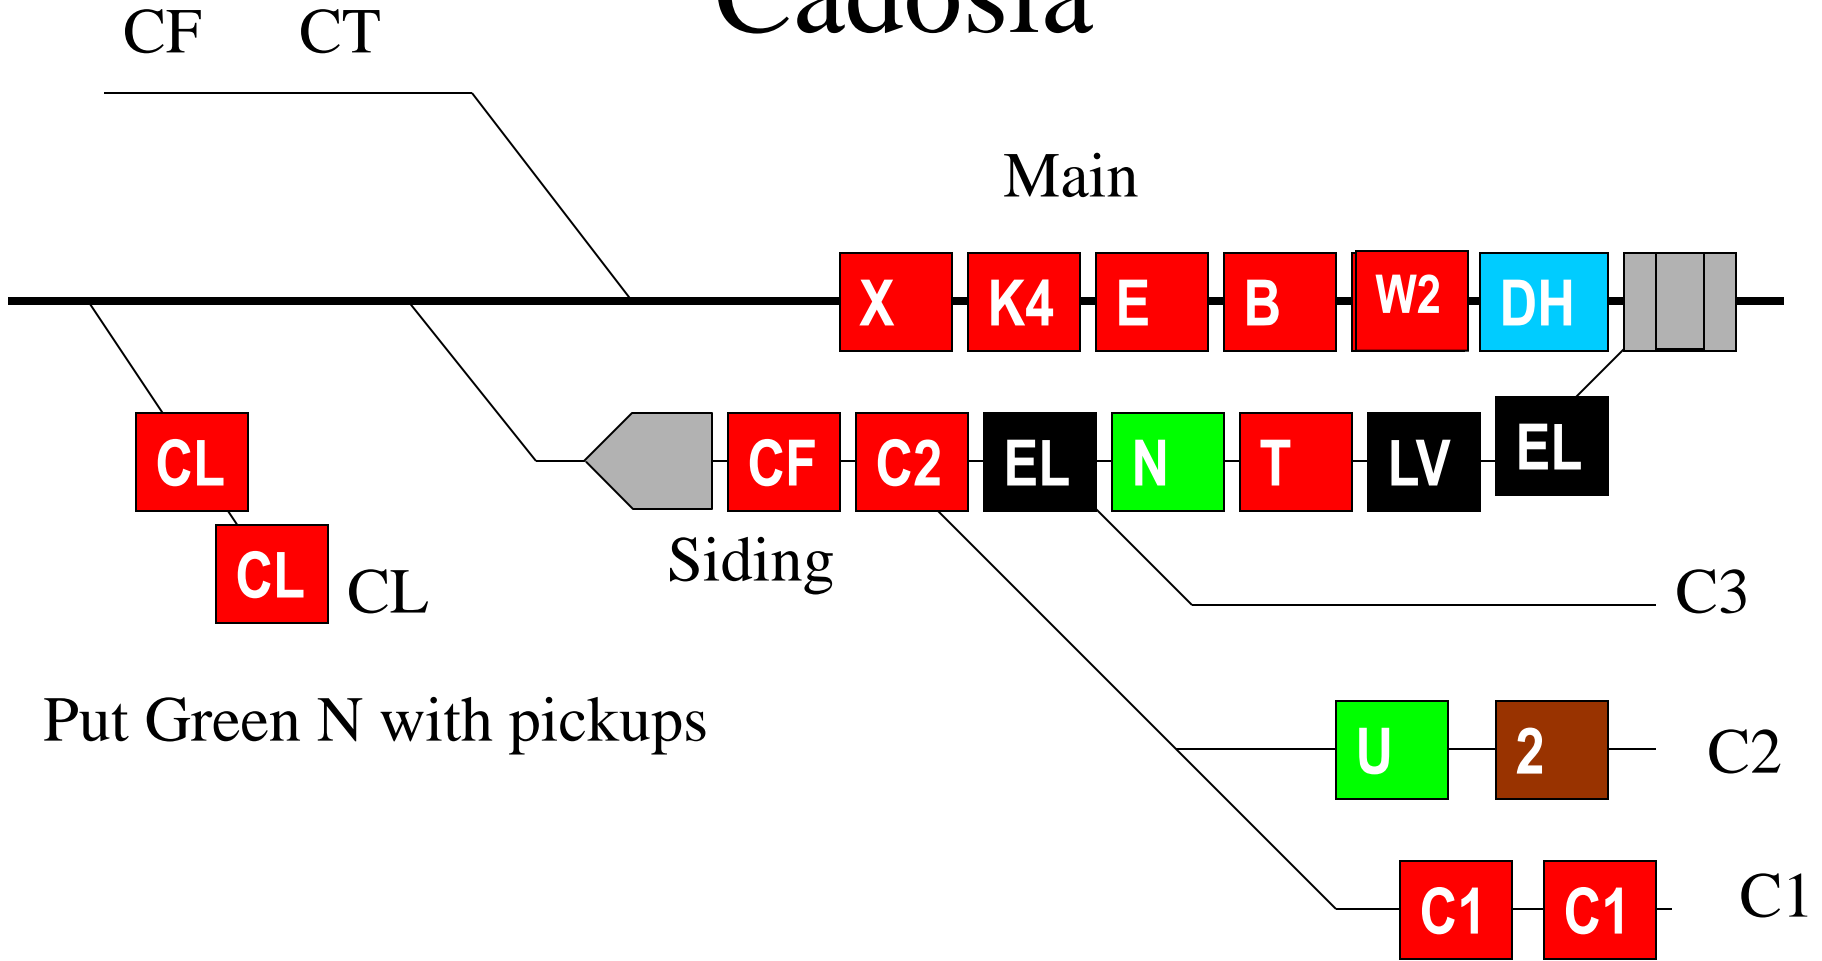 Cadosia
CF CT
Main
X K4 E B W2 DH
CL CF C2 EL N T LV EL
Siding
CL CL
C3
Put Green N with pickups
U 2 C2
C1 C1 C1